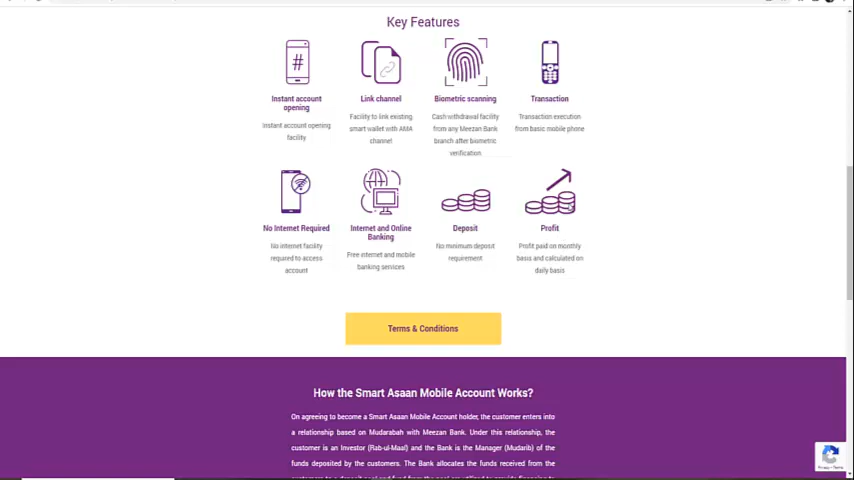 Key Features
#
Instant account
opening
Instant account opening
facility
Link channel
Facility to link existing
smart wallet with AMA
channel
Biometric scanning
Cash withdrawal facility
from any Meezan Bank
branch after biometric
verification.
Transaction
Transaction execution
from basic mobile phone
No Internet Required
No internet facility
required to access
account
Internet and Online
Banking
Free internet and mobile
banking services
Deposit
No minimum deposit
requirement
Profit
Profit paid on monthly
basis and calculated on
daily basis
Terms & Conditions
How the Smart Asaan Mobile Account Works?
On agreeing to become a Smart Asaan Mobile Account holder, the customer enters into
a relationship based on Mudarabah with Meezan Bank. Under this relationship, the
customer is an Investor (Rab-ul-Maal) and the Bank is the Manager (Mudarib) of the
funds deposited by the customers. The Bank allocates the funds received from the
Privacy - Terms